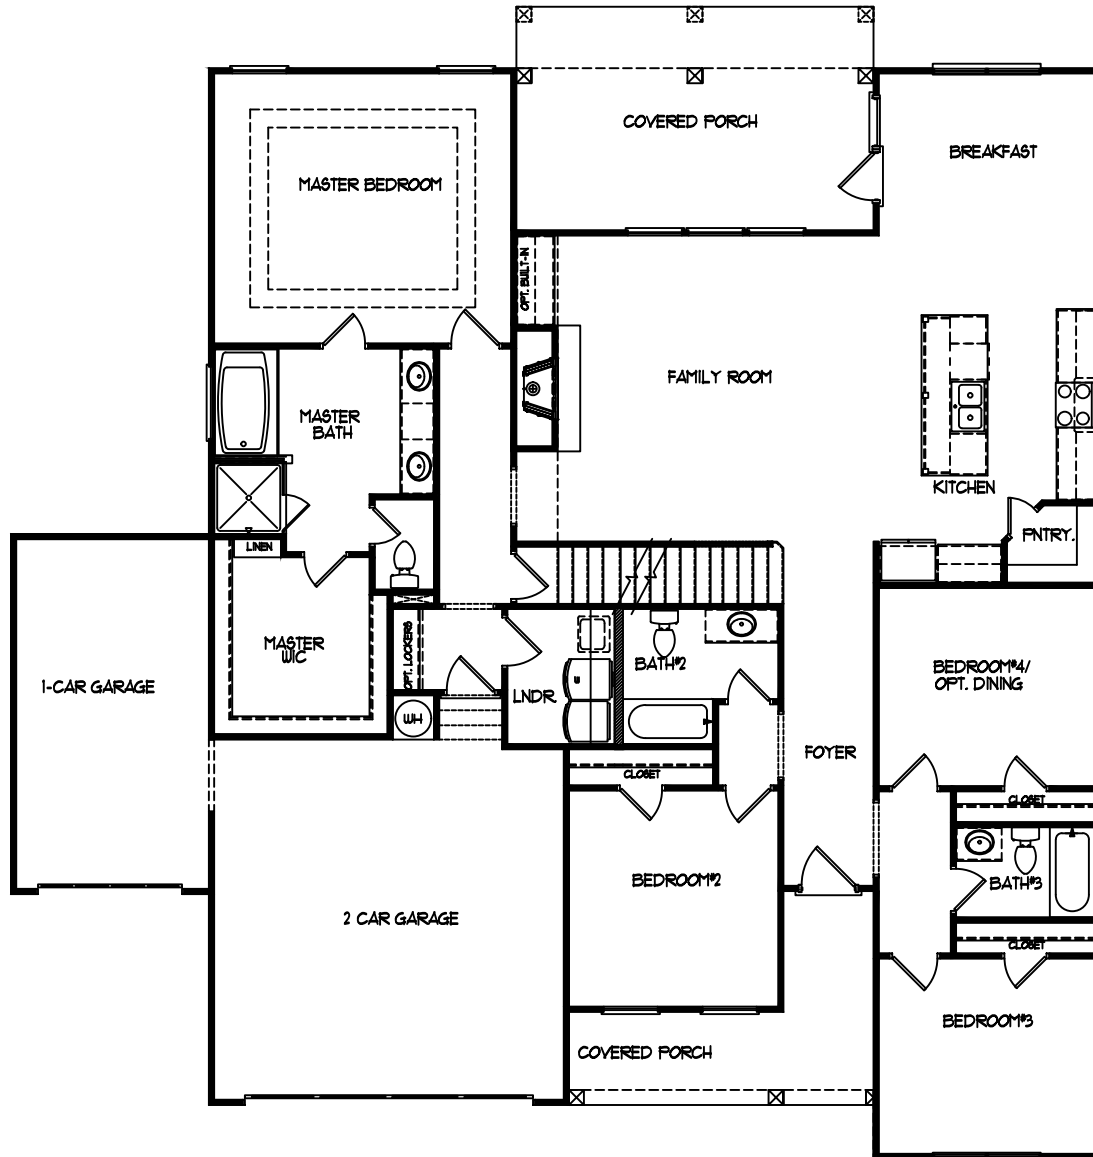 COVERED PORCH
BREAKFAST
MASTER BEDROOM
OPT. BUILT-IN
FAMILY ROOM
MASTER
BATH
KITCHEN
PNTRY.
LINEN
MASTER
WIC
OPT. LOCKERS
BATH#2
1-CAR GARAGE
LNDR.
BEDROOM#4/
OPT. DINING
WH
FOYER
CLOSET
CLOSET
BEDROOM#2
BATH#3
2 CAR GARAGE
CLOSET
BEDROOM#3
COVERED PORCH